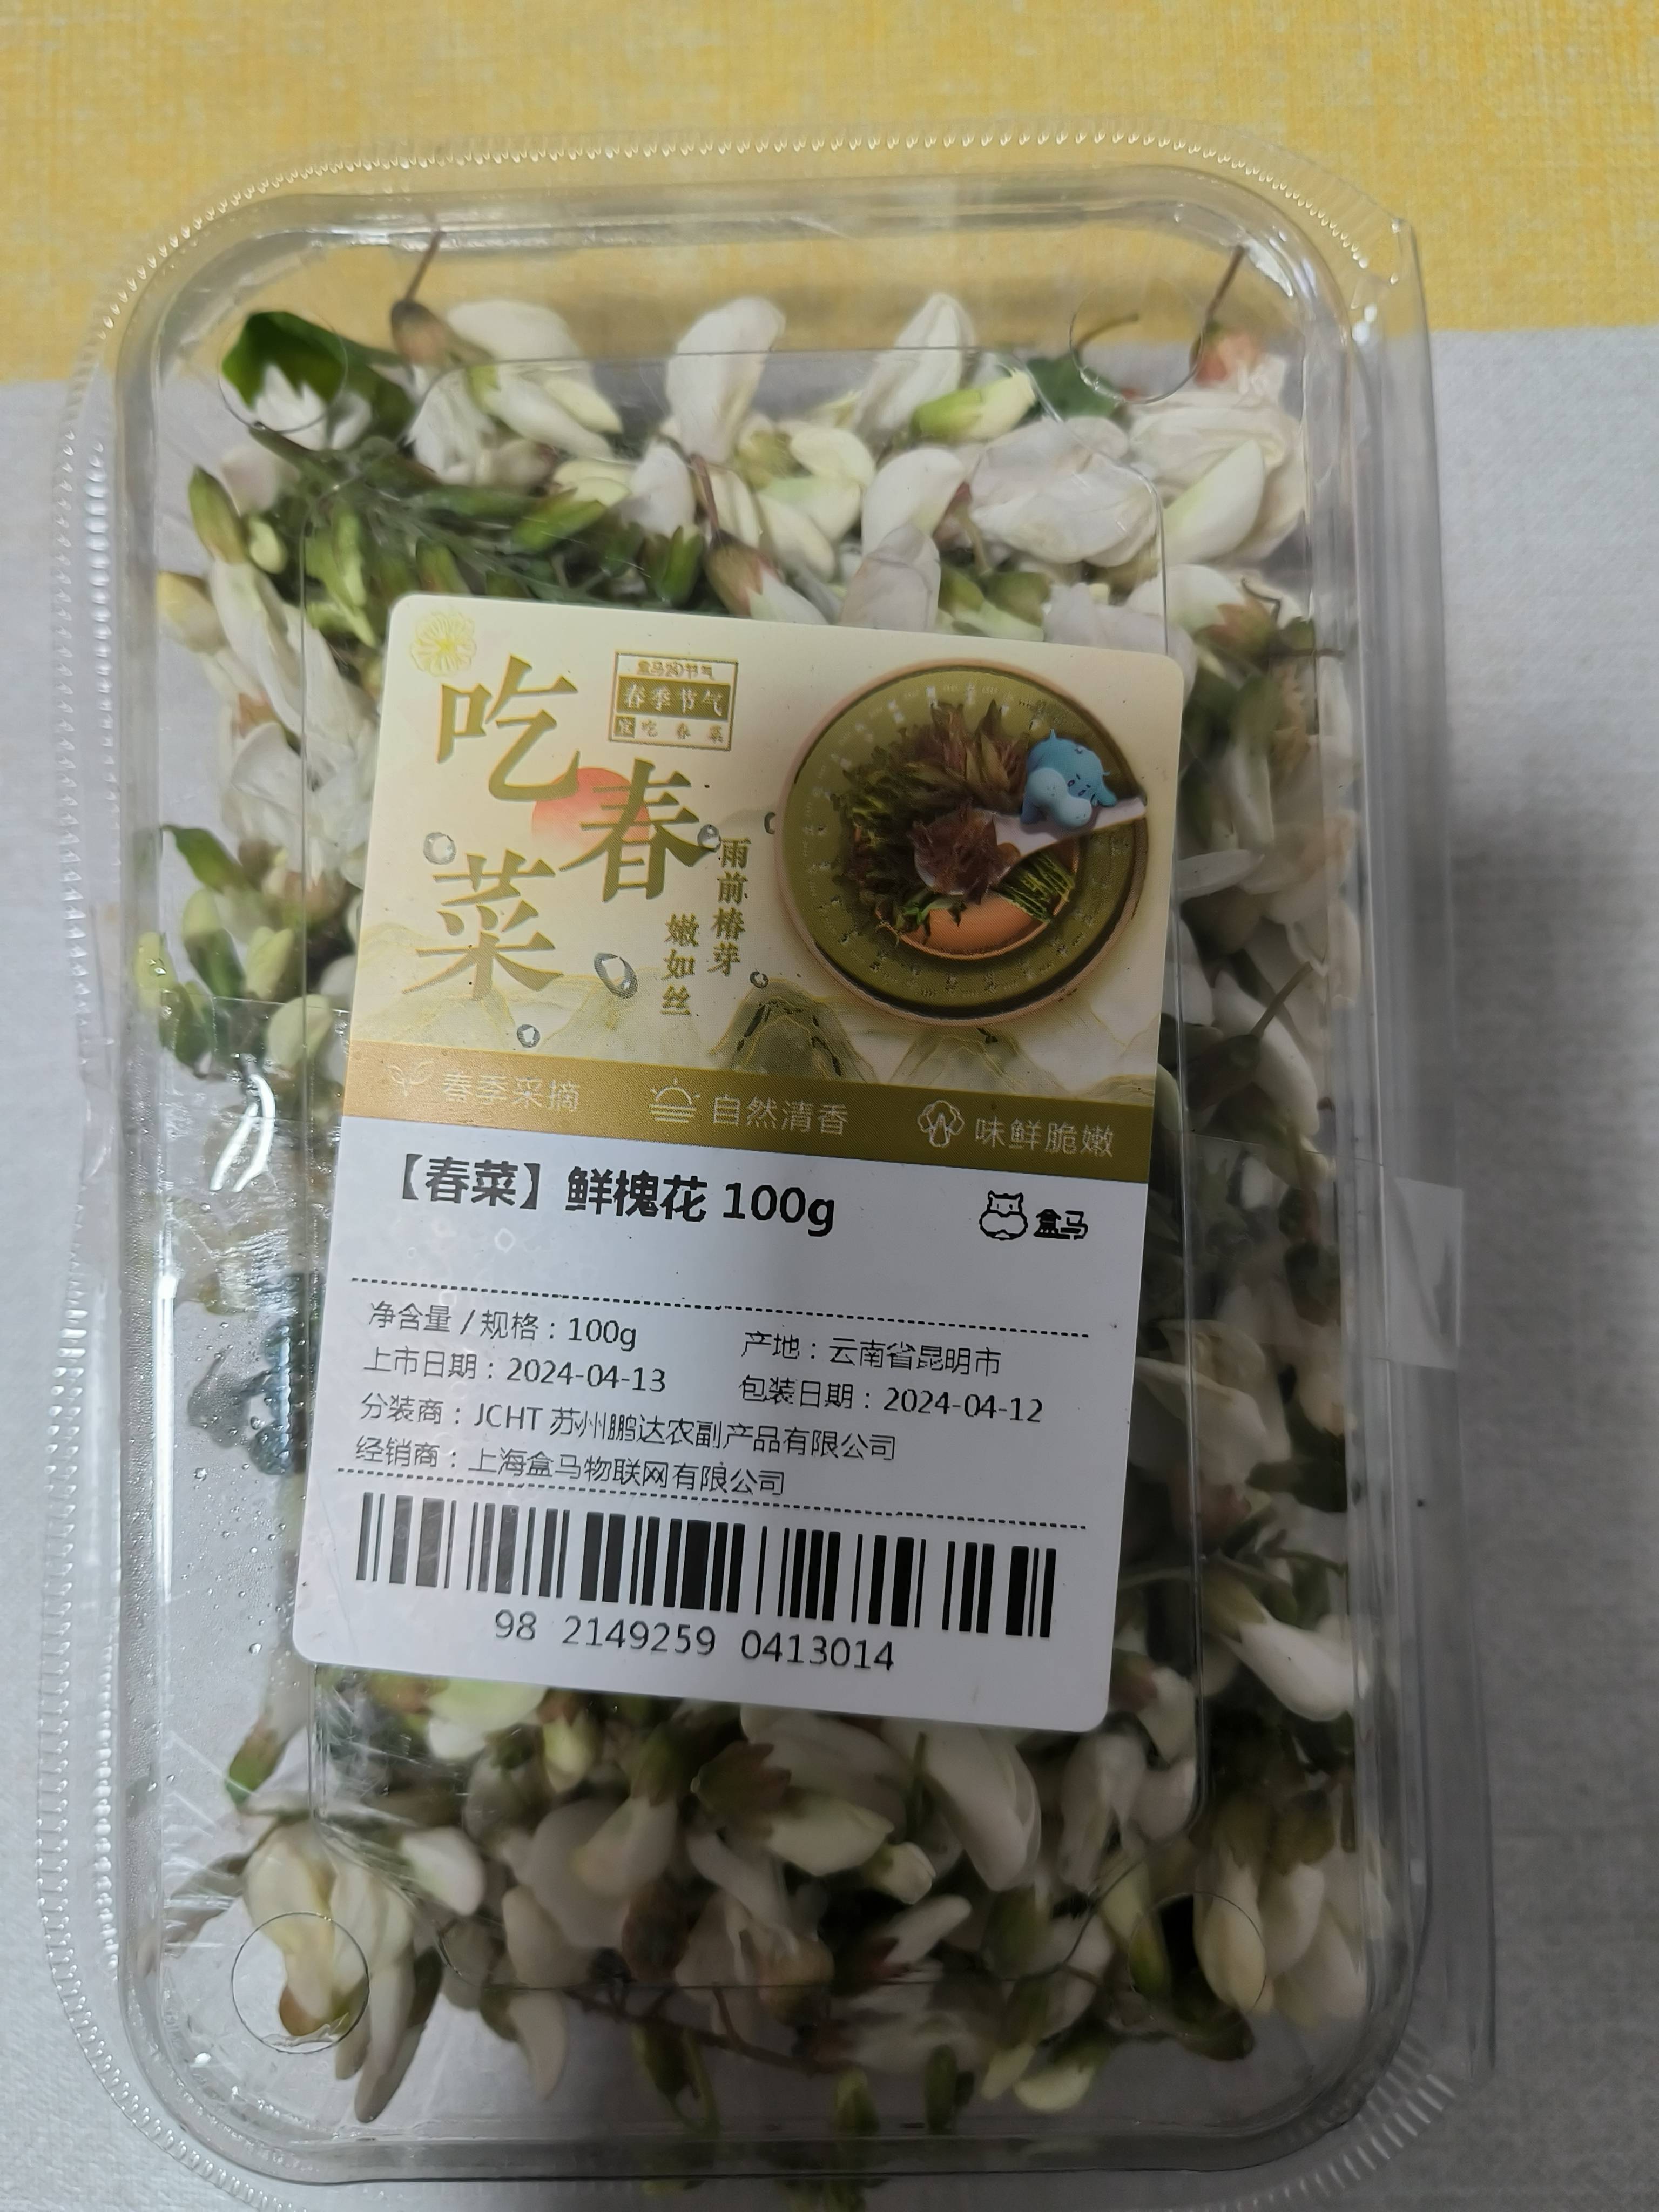 吃春菜
盒马24节气
春季节气
宜吃春菜
雨前椿芽
嫩如丝
春季采摘 自然清香 味鲜脆嫩
【春菜】鲜槐花 100g
盒马
净含量 / 规格：100g 产地：云南省昆明市
上市日期：2024-04-13 包装日期：2024-04-12
分装商：JCHT 苏州鹏达农副产品有限公司
经销商：上海盒马物联网有限公司
98 2149259 0413014